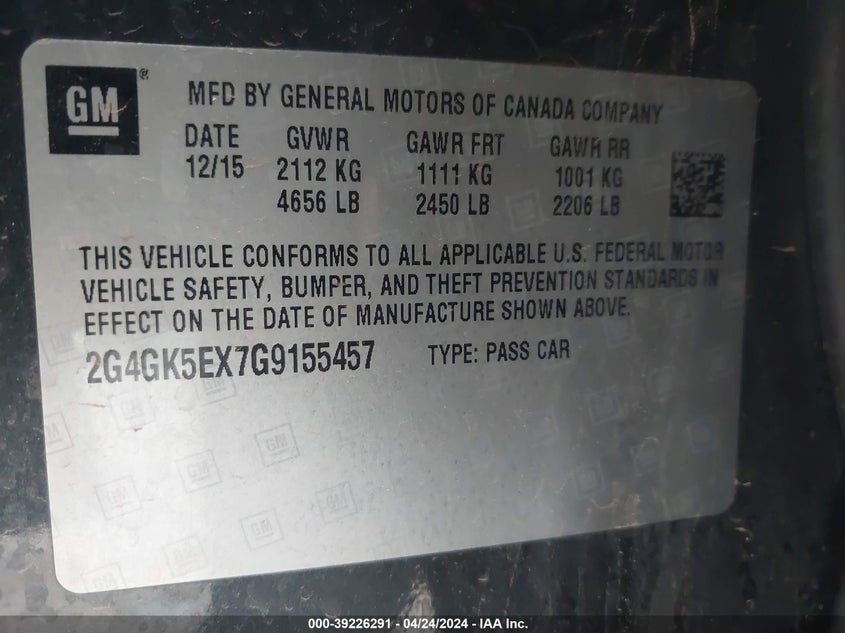 GM ®
MFD BY GENERAL MOTORS OF CANADA COMPANY
DATE GVWR GAWR FRT GAWR RR
12/15 2112 KG 1111 KG 1001 KG
4656 LB 2450 LB 2206 LB
THIS VEHICLE CONFORMS TO ALL APPLICABLE U.S. FEDERAL MOTOR
VEHICLE SAFETY, BUMPER, AND THEFT PREVENTION STANDARDS IN
EFFECT ON THE DATE OF MANUFACTURE SHOWN ABOVE.
2G4GK5EX7G9155457 TYPE: PASS CAR
000-39226291 - 04/24/2024 - IAA, Inc.